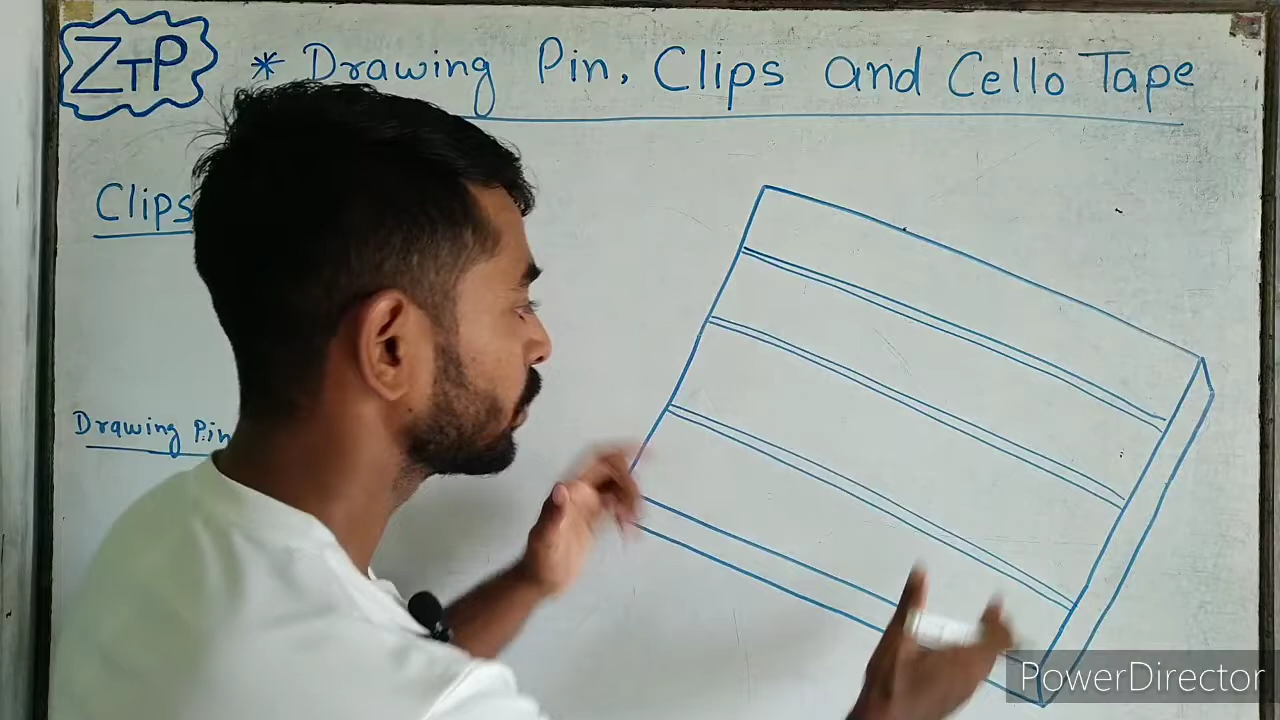 ZTP
* Drawing Pin, Clips and Cello Tape
Clips
Drawing Pin
PowerDirector